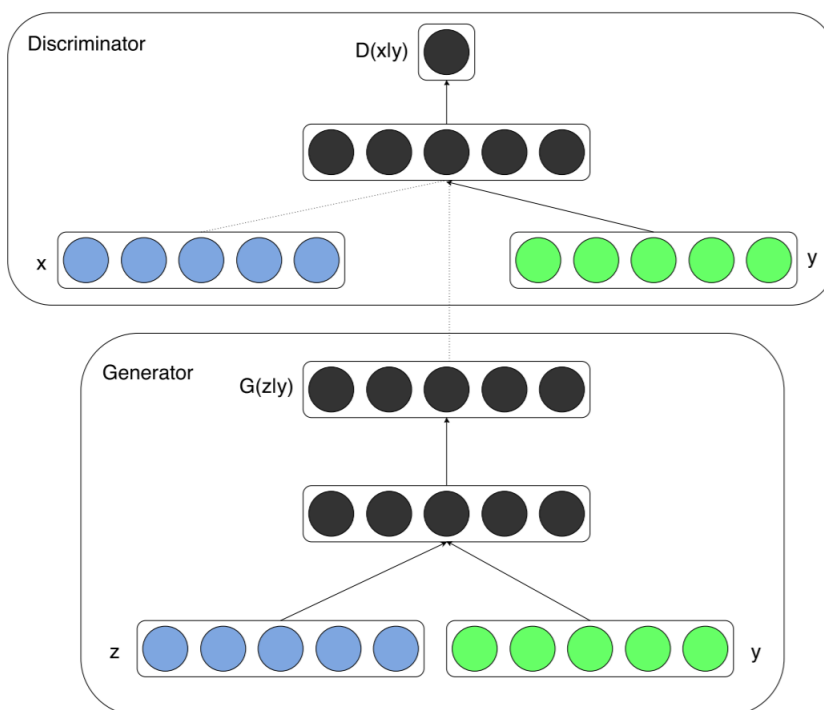 Discriminator
D(x|y)
x
y
Generator
G(z|y)
z
y